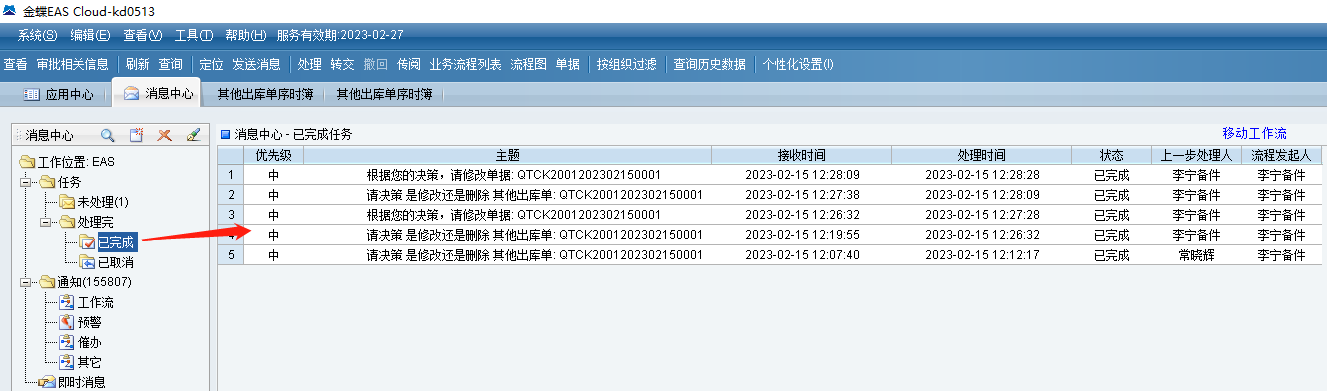 金蝶EAS Cloud-kd0513
系统(S) 编辑(E) 查看(V) 工具(T) 帮助(H) 服务有效期:2023-02-27
查看 审批相关信息 刷新 查询 定位 发送消息 处理 转交 撤回 传阅 业务流程列表 流程图 单据 按组织过滤 查询历史数据 个性化设置(I)
应用中心 消息中心 其他出库单序时簿 其他出库单序时簿
消息中心
工作位置: EAS
任务
未处理(1)
处理完
已完成
已取消
通知(155807)
工作流
预警
催办
其它
即时消息
消息中心 - 已完成任务 移动工作流
优先级 主题 接收时间 处理时间 状态 上一步处理人 流程发起人
1 中 根据您的决策，请修改单据: QTCK2001202302150001 2023-02-15 12:28:09 2023-02-15 12:28:28 已完成 李宁备件 李宁备件
2 中 请决策 是修改还是删除 其他出库单: QTCK2001202302150001 2023-02-15 12:27:38 2023-02-15 12:28:09 已完成 李宁备件 李宁备件
3 中 根据您的决策，请修改单据: QTCK2001202302150001 2023-02-15 12:26:32 2023-02-15 12:27:28 已完成 李宁备件 李宁备件
4 中 请决策 是修改还是删除 其他出库单: QTCK2001202302150001 2023-02-15 12:19:55 2023-02-15 12:26:32 已完成 李宁备件 李宁备件
5 中 请决策 是修改还是删除 其他出库单: QTCK2001202302150001 2023-02-15 12:07:40 2023-02-15 12:12:17 已完成 常晓辉 李宁备件